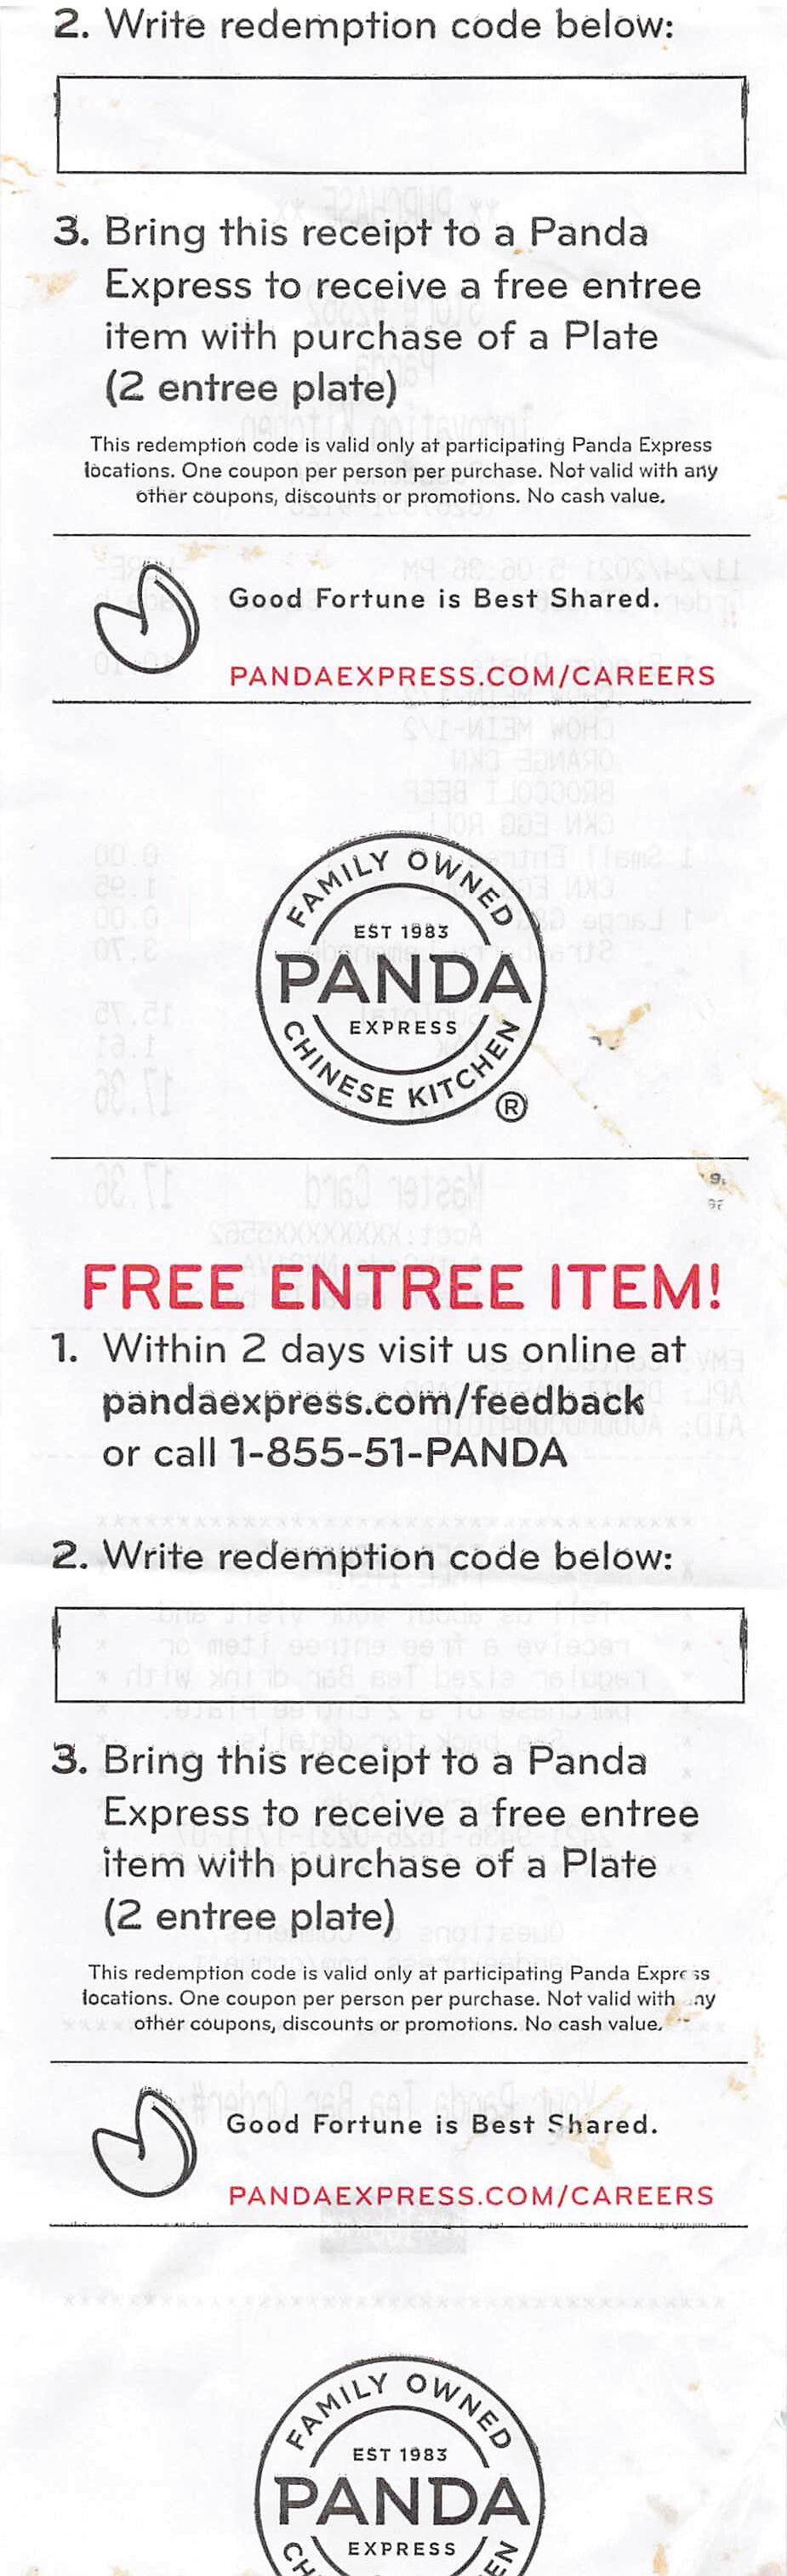 2. Write redemption code below:
3. Bring this receipt to a Panda
Express to receive a free entree
item with purchase of a Plate
(2 entree plate)
This redemption code is valid only at participating Panda Express
locations. One coupon per person per purchase. Not valid with any
other coupons, discounts or promotions. No cash value.
Good Fortune is Best Shared.
PANDAEXPRESS.COM/CAREERS
FAMILY OWNED
EST 1983
PANDA
EXPRESS
CHINESE KITCHEN
®
FREE ENTREE ITEM!
1. Within 2 days visit us online at
pandaexpress.com/feedback
or call 1-855-51-PANDA
2. Write redemption code below:
3. Bring this receipt to a Panda
Express to receive a free entree
item with purchase of a Plate
(2 entree plate)
This redemption code is valid only at participating Panda Express
locations. One coupon per person per purchase. Not valid with any
other coupons, discounts or promotions. No cash value.
Good Fortune is Best Shared.
PANDAEXPRESS.COM/CAREERS
FAMILY OWNED
EST 1983
PANDA
EXPRESS